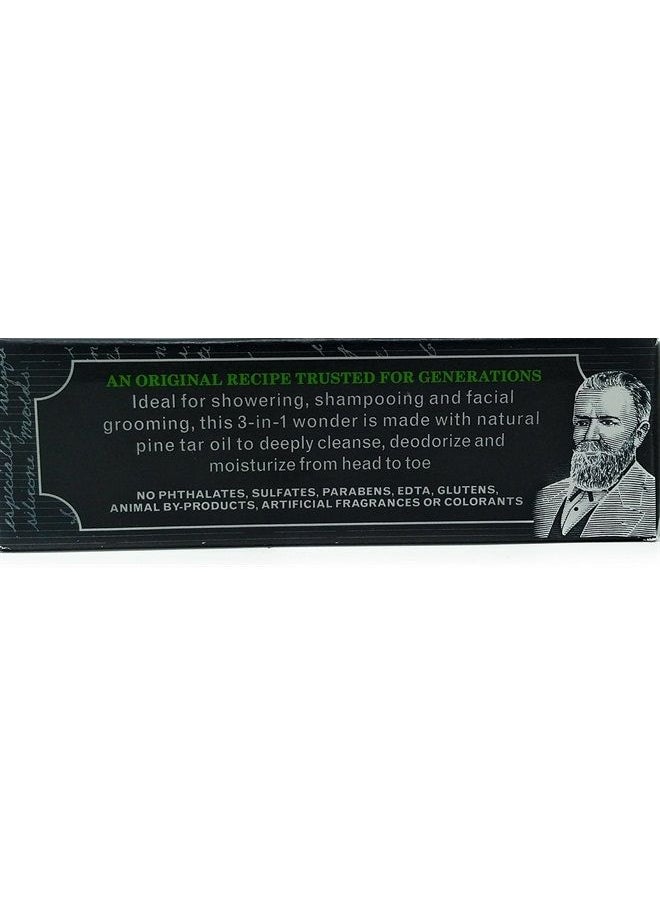 AN ORIGINAL RECIPE TRUSTED FOR GENERATIONS
Ideal for showering, shampooing and facial
grooming, this 3-in-1 wonder is made with natural
pine tar oil to deeply cleanse, deodorize and
moisturize from head to toe
NO PHTHALATES, SULFATES, PARABENS, EDTA, GLUTENS,
ANIMAL BY-PRODUCTS, ARTIFICIAL FRAGRANCES OR COLORANTS
especially